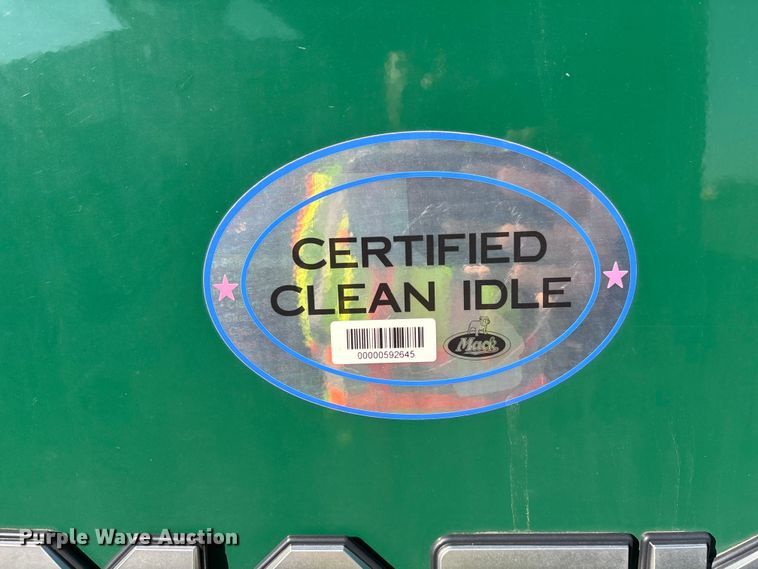 CERTIFIED
CLEAN IDLE
00000592645
Mack
Purple Wave Auction